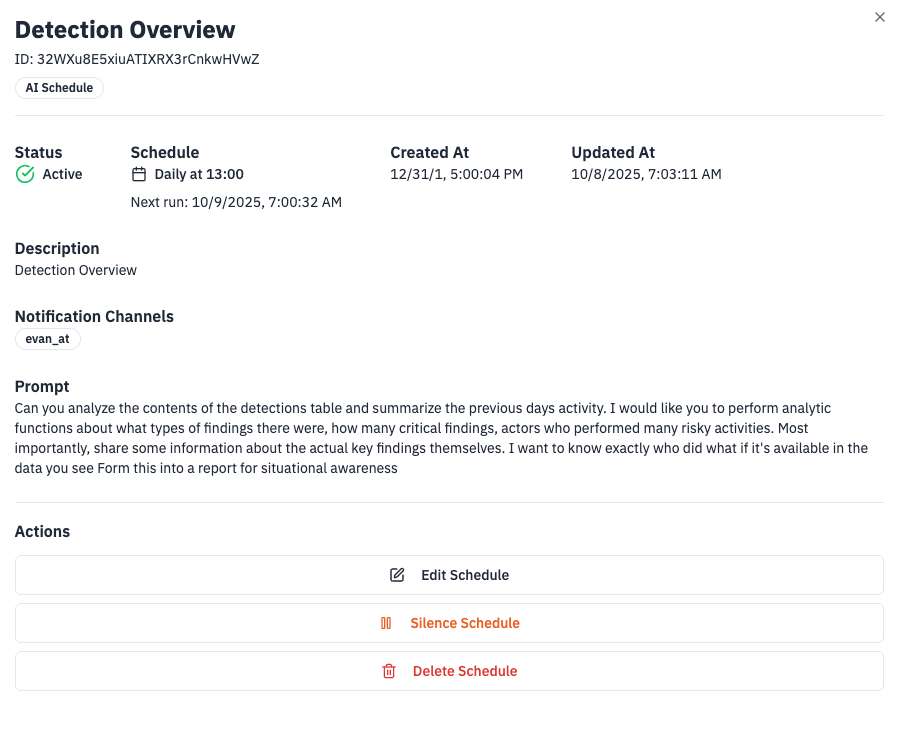 Detection Overview
ID: 32WXu8E5xiuATIXRX3rCnkwHVwZ
AI Schedule
Status
Active
Schedule
Daily at 13:00
Next run: 10/9/2025, 7:00:32 AM
Created At
12/31/1, 5:00:04 PM
Updated At
10/8/2025, 7:03:11 AM
Description
Detection Overview
Notification Channels
evan_at
Prompt
Can you analyze the contents of the detections table and summarize the previous days activity. I would like you to perform analytic
functions about what types of findings there were, how many critical findings, actors who performed many risky activities. Most
importantly, share some information about the actual key findings themselves. I want to know exactly who did what if it's available in the
data you see Form this into a report for situational awareness
Actions
Edit Schedule
Silence Schedule
Delete Schedule